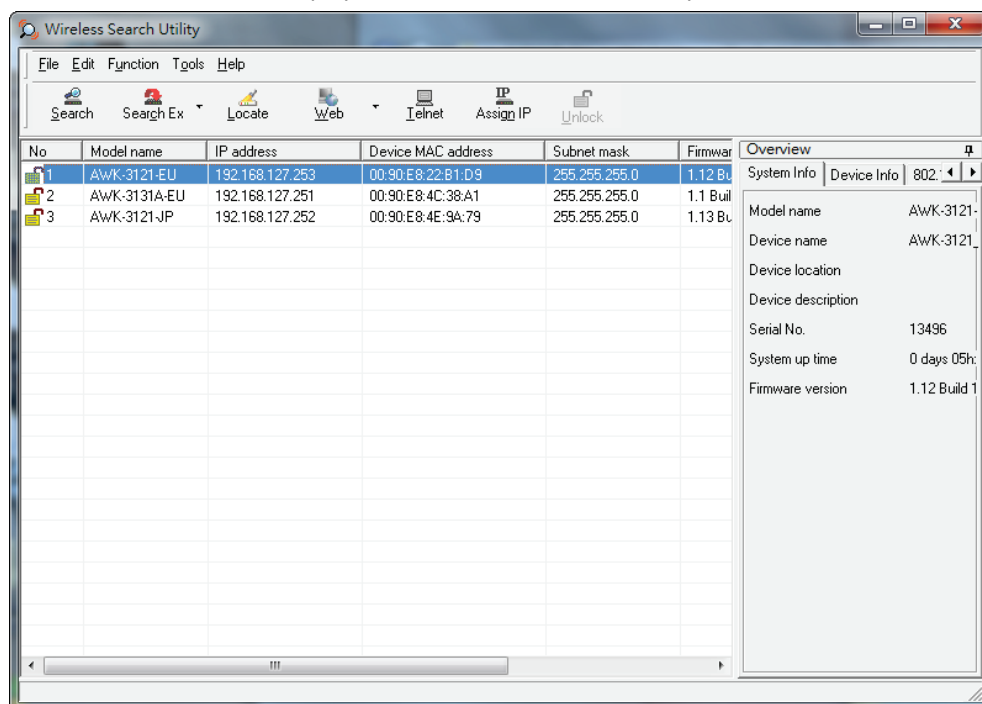 Wireless Search Utility
File Edit Function Tools Help
Search Search Ex Locate Web Telnet IP Assign IP Unlock
No Model name IP address Device MAC address Subnet mask Firmwar
1 AWK-3121-EU 192.168.127.253 00:90:E8:22:B1:D9 255.255.255.0 1.12 Bu
2 AWK-3131A-EU 192.168.127.251 00:90:E8:4C:38:A1 255.255.255.0 1.1 Buil
3 AWK-3121-JP 192.168.127.252 00:90:E8:4E:9A:79 255.255.255.0 1.13 Bu
Overview
System Info Device Info 802.
Model name AWK-3121-
Device name AWK-3121_
Device location
Device description
Serial No. 13496
System up time 0 days 05h:
Firmware version 1.12 Build 1